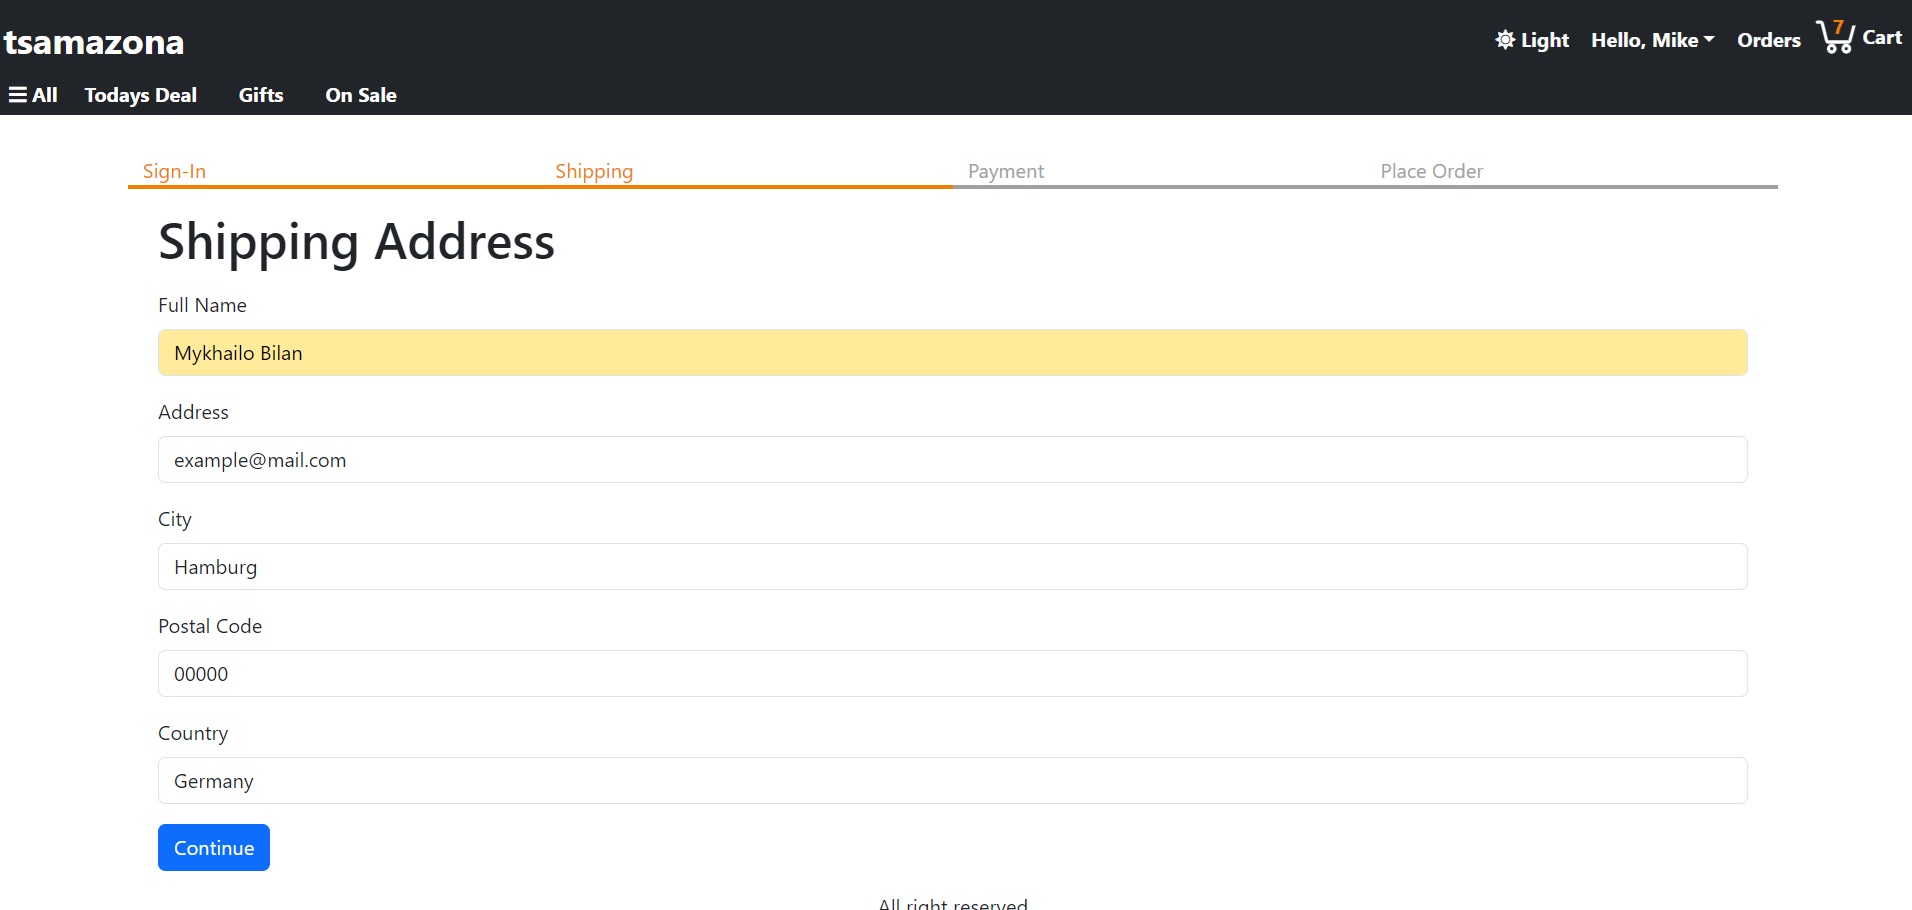 tsamazona
Light Hello, Mike Orders 7 Cart
All Todays Deal Gifts On Sale
Sign-In Shipping Payment Place Order
Shipping Address
Full Name
Mykhailo Bilan
Address
example@mail.com
City
Hamburg
Postal Code
00000
Country
Germany
Continue
All right reserved